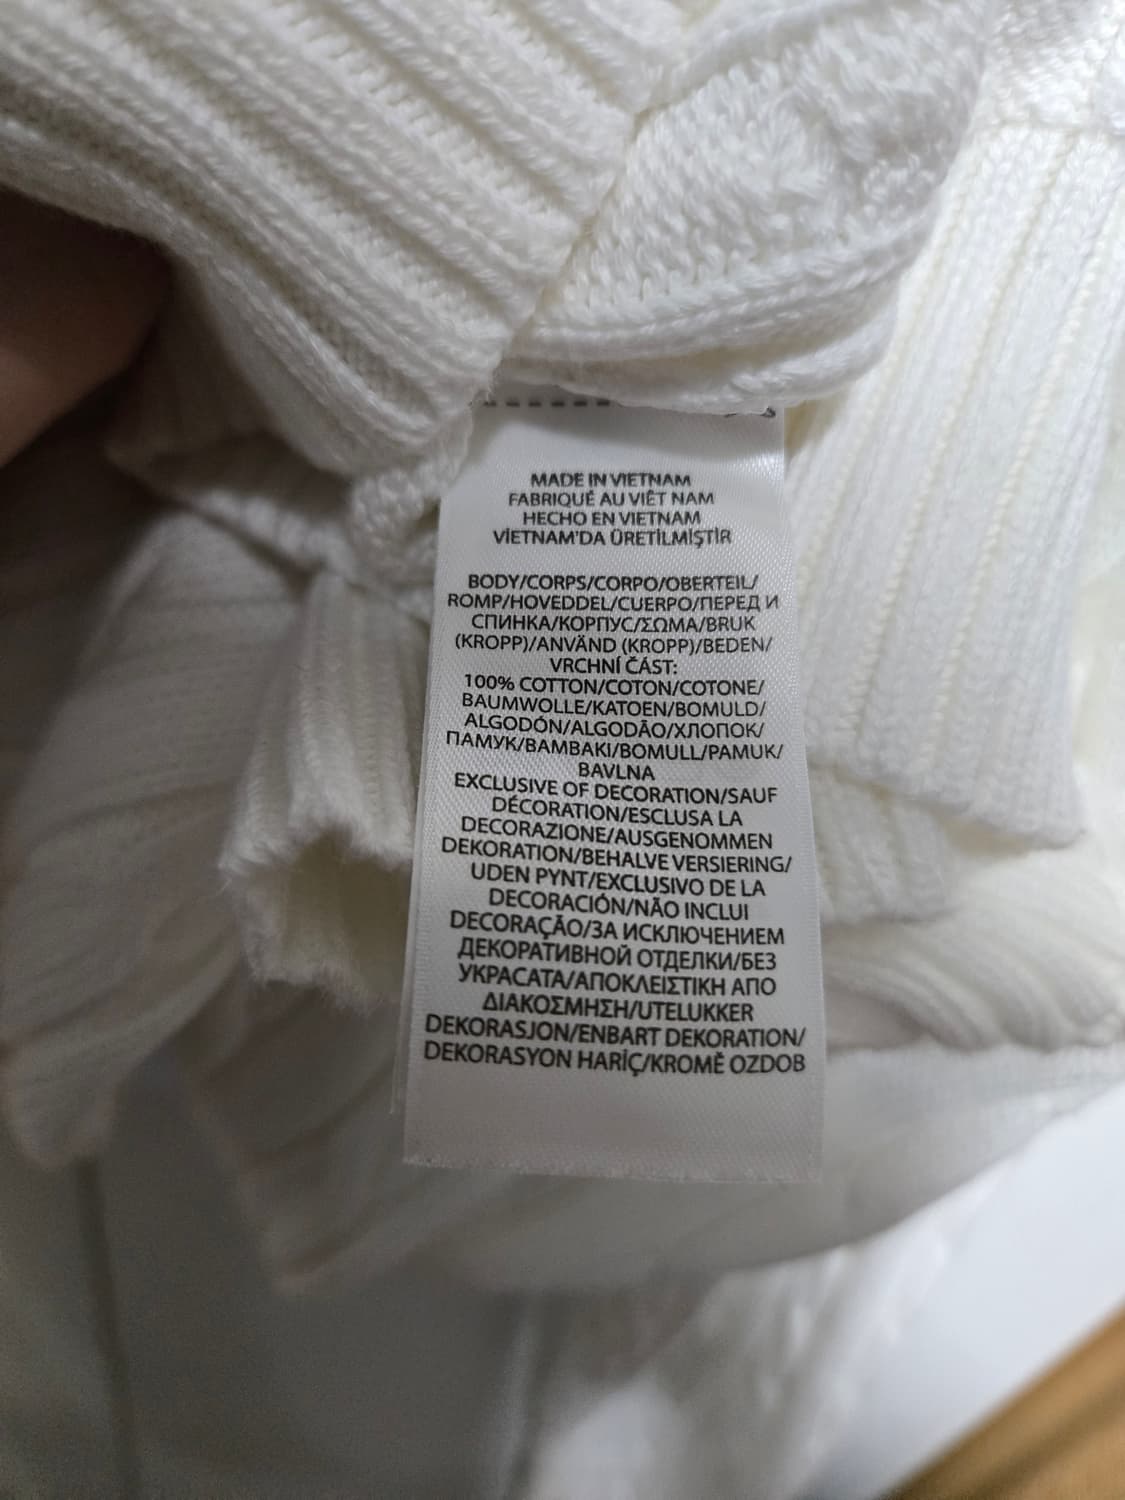 MADE IN VIETNAM
FABRIQUÉ AU VIÊT NAM
HECHO EN VIETNAM
VİETNAM'DA ÜRETİLMİŞTİR
BODY/CORPS/CORPO/OBERTEIL/
ROMP/HOVEDDEL/CUERPO/ПЕРЕД И
СПИНКА/КОРПУС/ΣΩΜΑ/BRUK
(KROPP)/ANVÄND (KROPP)/BEDEN/
VRCHNÍ ČÁST:
100% COTTON/COTON/COTONE/
BAUMWOLLE/KATOEN/BOMULD/
ALGODÓN/ALGODÃO/ХЛОПОК/
ПАМУК/ΒΑΜΒΑΚΙ/BOMULL/PAMUK/
BAVLNA
EXCLUSIVE OF DECORATION/SAUF
DÉCORATION/ESCLUSA LA
DECORAZIONE/AUSGENOMMEN
DEKORATION/BEHALVE VERSIERING/
UDEN PYNT/EXCLUSIVO DE LA
DECORACIÓN/NÃO INCLUI
DECORAÇÃO/ЗА ИСКЛЮЧЕНИЕМ
ДЕКОРАТИВНОЙ ОТДЕЛКИ/БЕЗ
УКРАСАТА/ΑΠΟΚΛΕΙΣΤΙΚΗ ΑΠΟ
ΔΙΑΚΟΣΜΗΣΗ/UTELUKKER
DEKORASJON/ENBART DEKORATION/
DEKORASYON HARİÇ/KROMĚ OZDOB